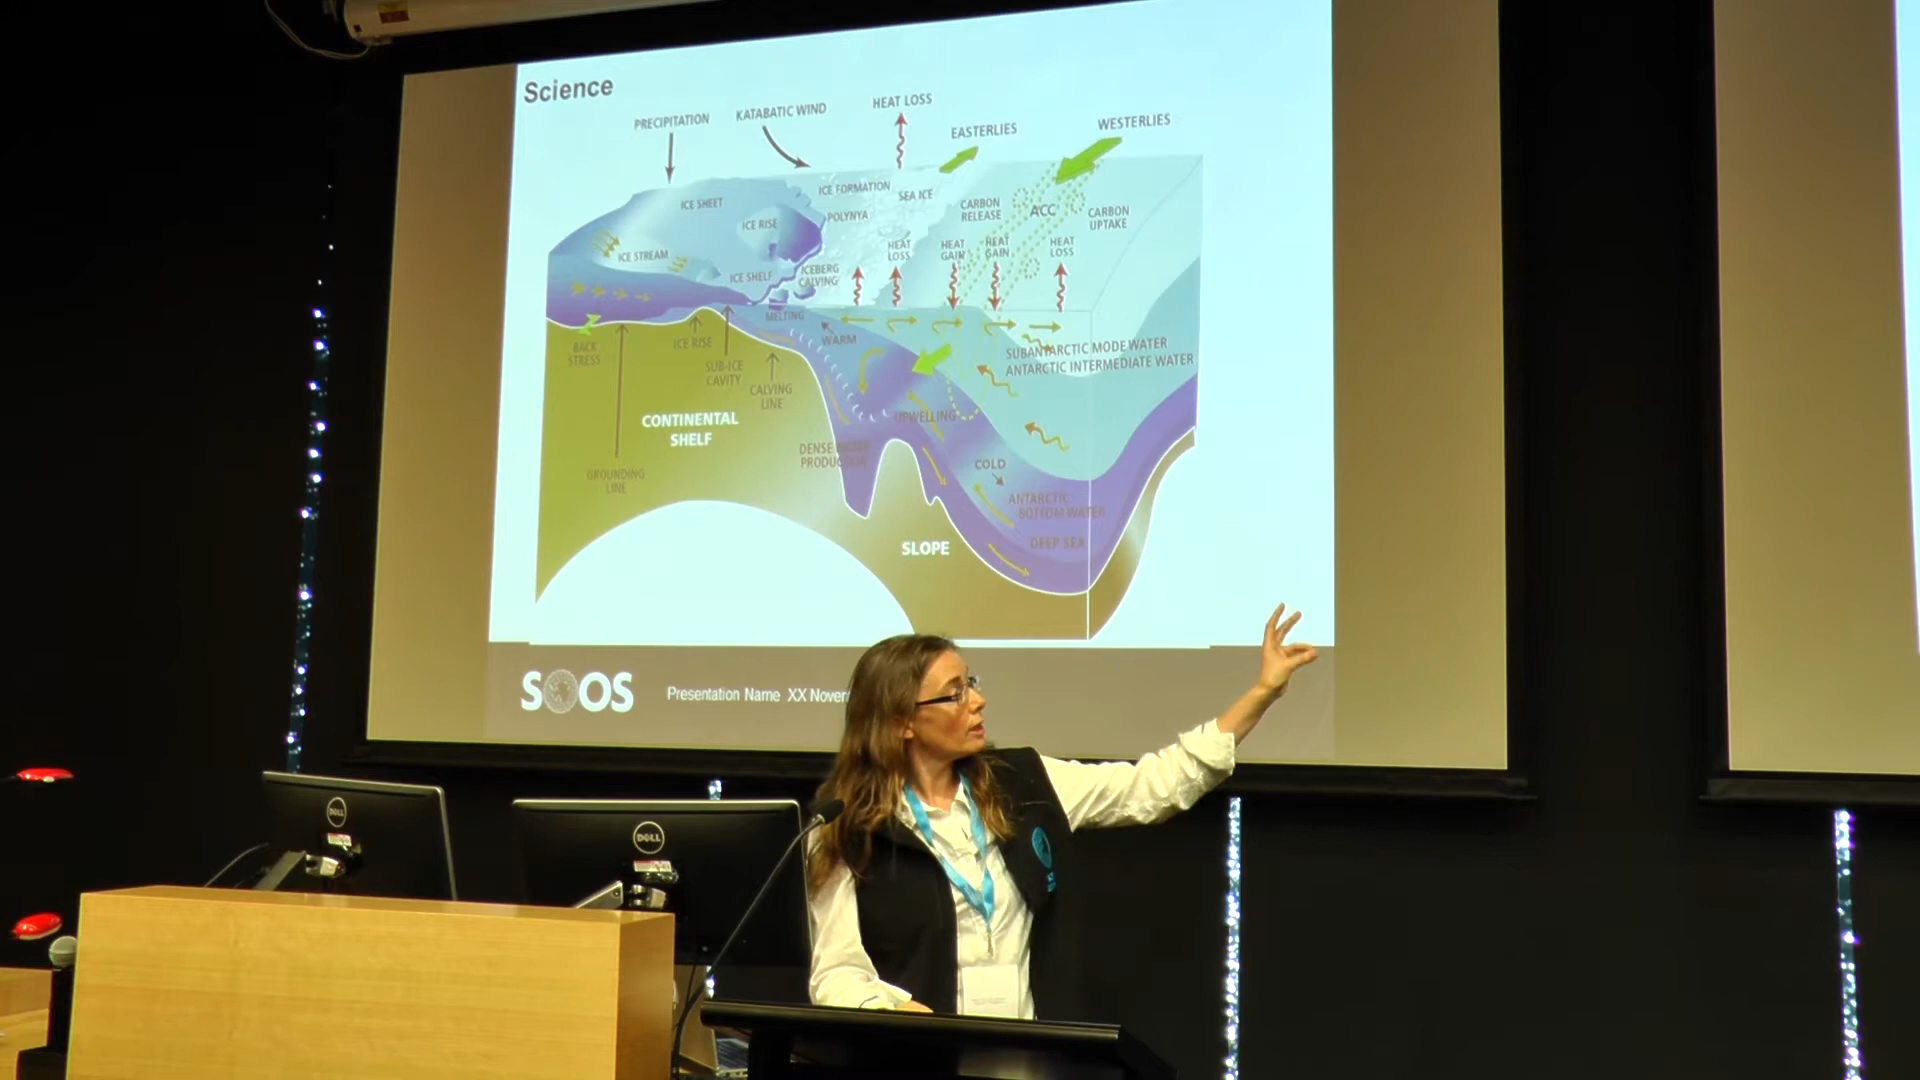 Science
PRECIPITATION
KATABATIC WIND
HEAT LOSS
EASTERLIES
WESTERLIES
ICE SHEET
ICE RISE
ICE FORMATION
SEA ICE
POLYNYA
CARBON
RELEASE
ACC
CARBON
UPTAKE
ICE STREAM
ICE SHELF
ICEBERG
CALVING
HEAT
LOSS
HEAT
GAIN
HEAT
GAIN
HEAT
LOSS
MELTING
WARM
BACK
STRESS
ICE RISE
SUB-ICE
CAVITY
CALVING
LINE
SUBANTARCTIC MODE WATER
ANTARCTIC INTERMEDIATE WATER
CONTINENTAL
SHELF
UPWELLING
GROUNDING
LINE
DENSE WATER
PRODUCTION
COLD
ANTARCTIC
BOTTOM WATER
DEEP SEA
SLOPE
SOOS
Presentation Name XX Novem
DELL
DELL